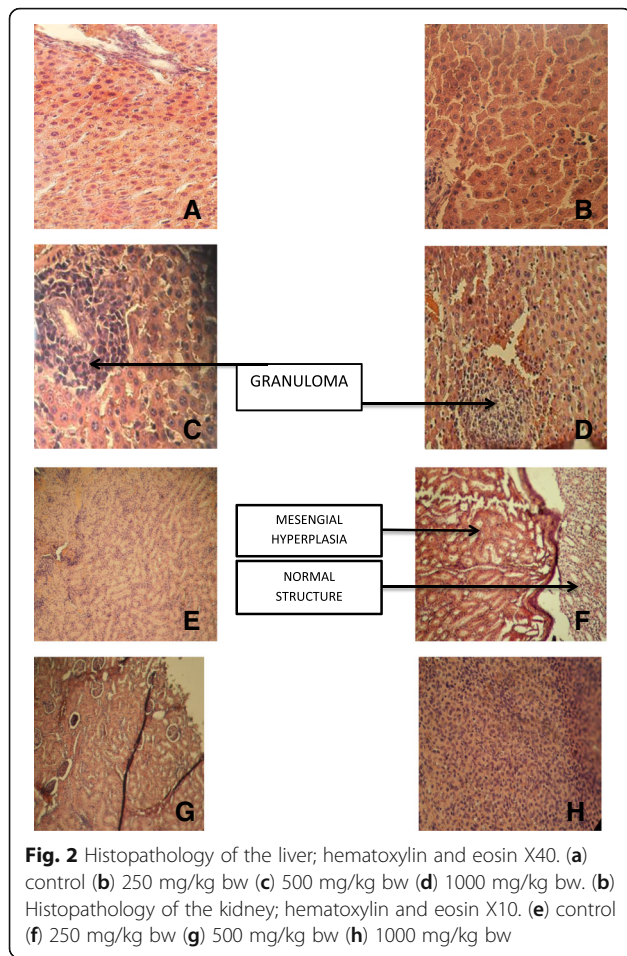 A
B
C
GRANULOMA
D
E
MESENGIAL
HYPERPLASIA
NORMAL
STRUCTURE
F
G
H
Fig. 2 Histopathology of the liver; hematoxylin and eosin X40. (a)
control (b) 250 mg/kg bw (c) 500 mg/kg bw (d) 1000 mg/kg bw. (b)
Histopathology of the kidney; hematoxylin and eosin X10. (e) control
(f) 250 mg/kg bw (g) 500 mg/kg bw (h) 1000 mg/kg bw